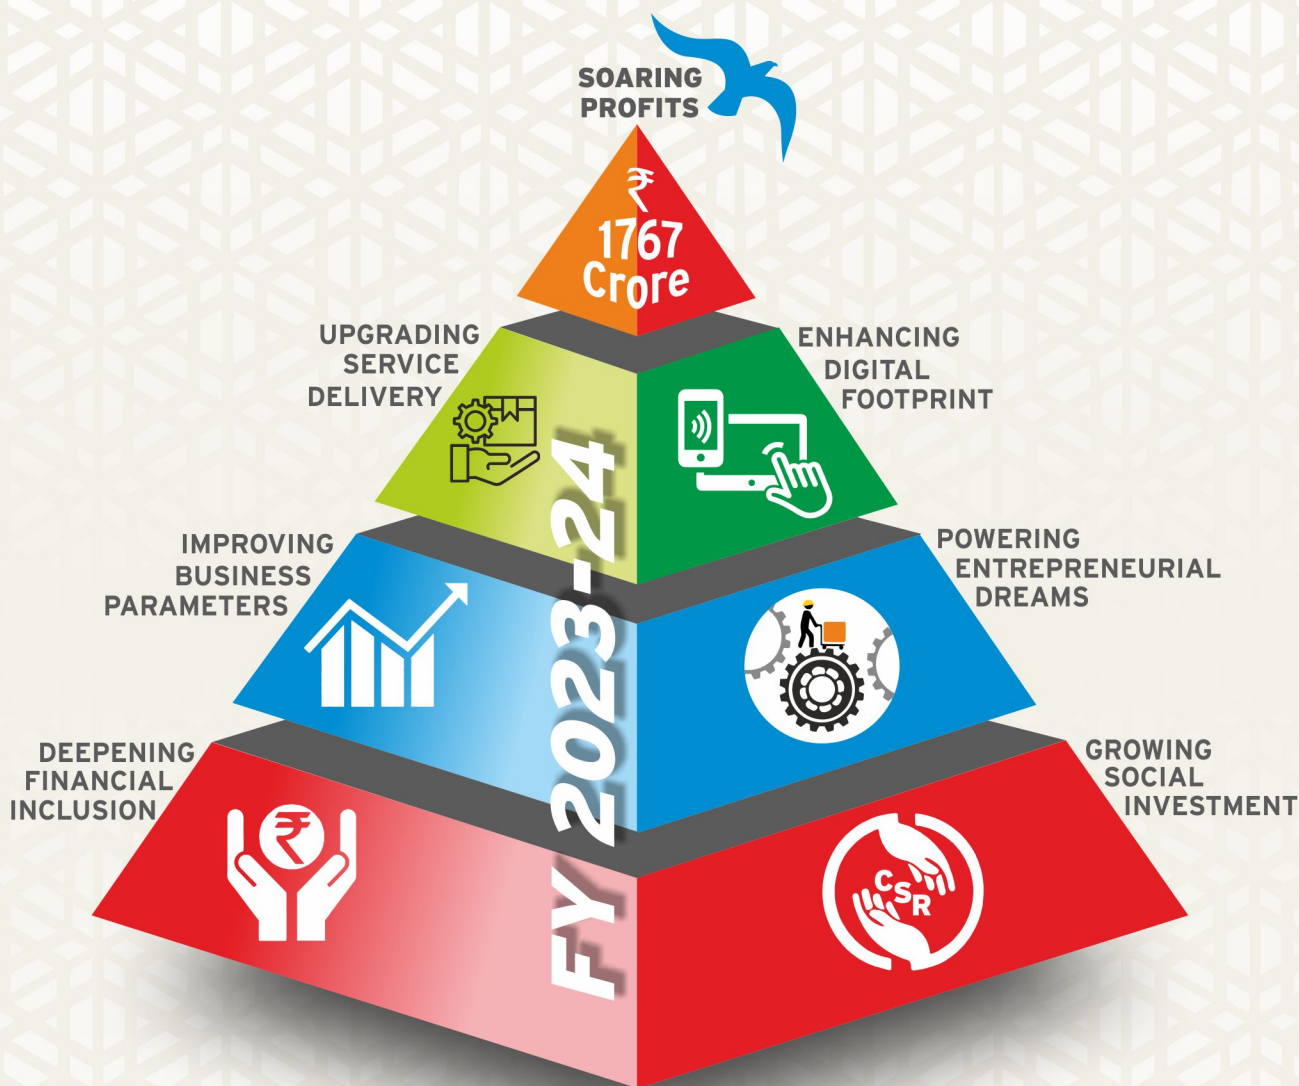 SOARING
PROFITS
₹
1767
Crore
UPGRADING
SERVICE
DELIVERY
ENHANCING
DIGITAL
FOOTPRINT
IMPROVING
BUSINESS
PARAMETERS
POWERING
ENTREPRENEURIAL
DREAMS
DEEPENING
FINANCIAL
INCLUSION
₹
GROWING
SOCIAL
INVESTMENT
CSR
FY 2023-24